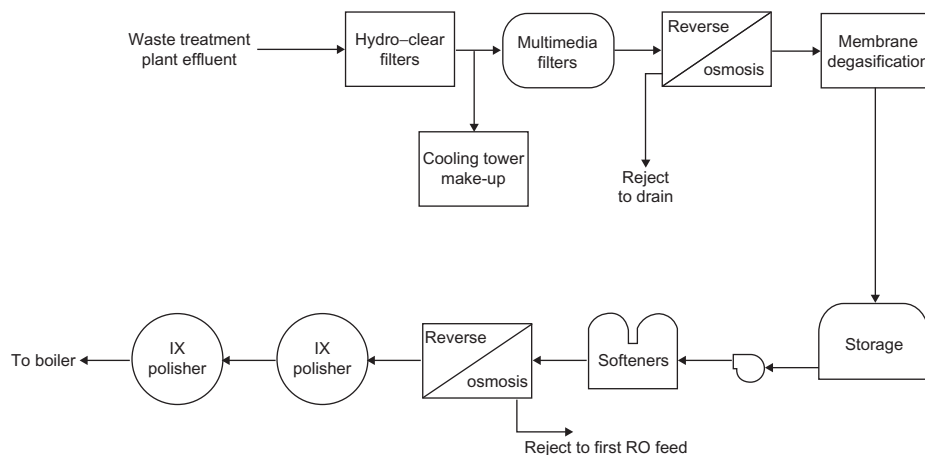 Waste treatment
plant effluent
Hydro–clear
filters
Multimedia
filters
Reverse
osmosis
Membrane
degasification
Cooling tower
make-up
Reject
to drain
To boiler
IX
polisher
IX
polisher
Reverse
osmosis
Softeners
Storage
Reject to first RO feed